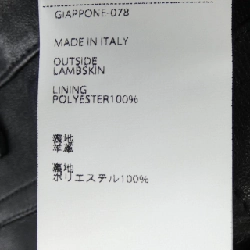 GIAPPONE-078
MADE IN ITALY
OUTSIDE
LAMBSKIN
LINING
POLYESTER100%
表地
羊革
裏地
ポリエステル100%